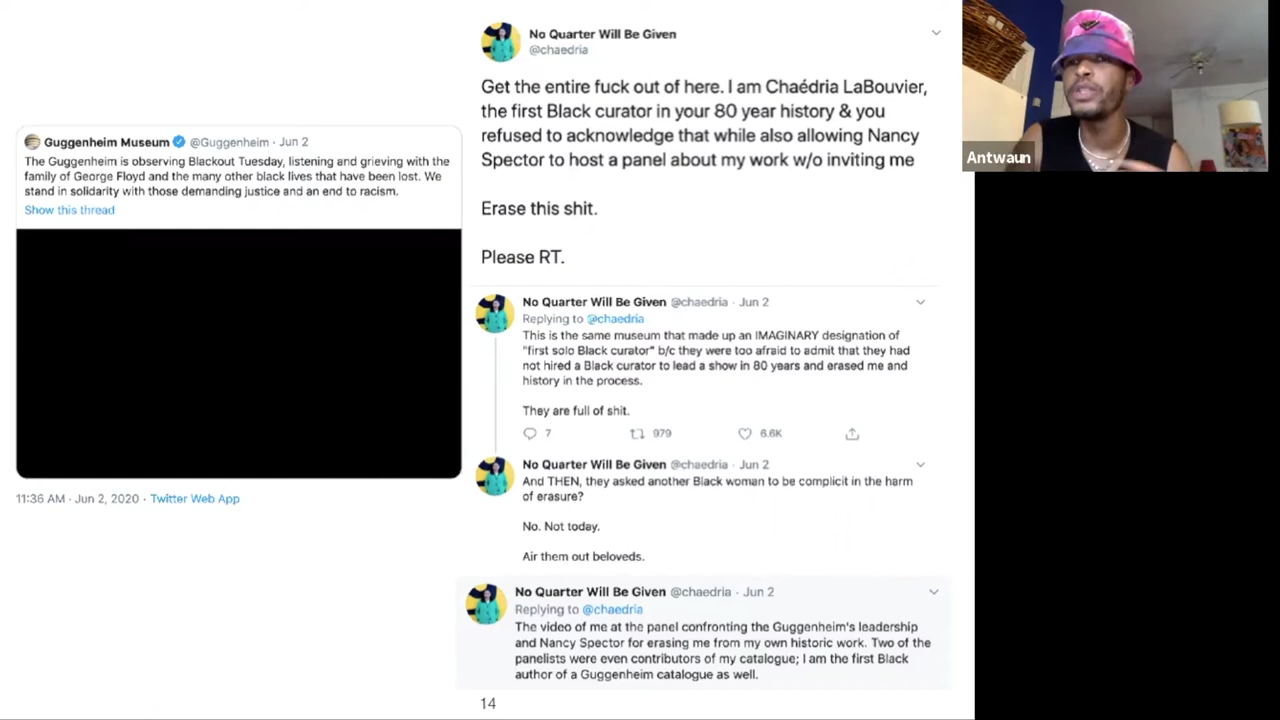 Guggenheim Museum @Guggenheim · Jun 2
The Guggenheim is observing Blackout Tuesday, listening and grieving with the
family of George Floyd and the many other black lives that have been lost. We
stand in solidarity with those demanding justice and an end to racism.
Show this thread
11:36 AM · Jun 2, 2020 · Twitter Web App
No Quarter Will Be Given
@chaedria
Get the entire fuck out of here. I am Chaédria LaBouvier,
the first Black curator in your 80 year history & you
refused to acknowledge that while also allowing Nancy
Spector to host a panel about my work w/o inviting me
Erase this shit.
Please RT.
No Quarter Will Be Given @chaedria · Jun 2
Replying to @chaedria
This is the same museum that made up an IMAGINARY designation of
"first solo Black curator" b/c they were too afraid to admit that they had
not hired a Black curator to lead a show in 80 years and erased me and
history in the process.
They are full of shit.
7 979 6.6K
No Quarter Will Be Given @chaedria · Jun 2
And THEN, they asked another Black woman to be complicit in the harm
of erasure?
No. Not today.
Air them out beloveds.
No Quarter Will Be Given @chaedria · Jun 2
Replying to @chaedria
The video of me at the panel confronting the Guggenheim's leadership
and Nancy Spector for erasing me from my own historic work. Two of the
panelists were even contributors of my catalogue; I am the first Black
author of a Guggenheim catalogue as well.
14
Antwaun